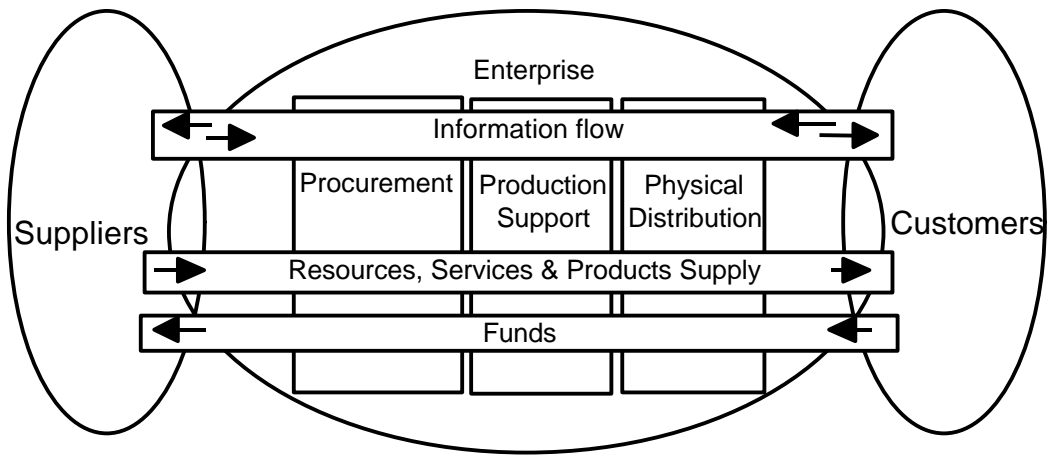 Enterprise
Information flow
Procurement
Production
Support
Physical
Distribution
Suppliers
Customers
Resources, Services & Products Supply
Funds